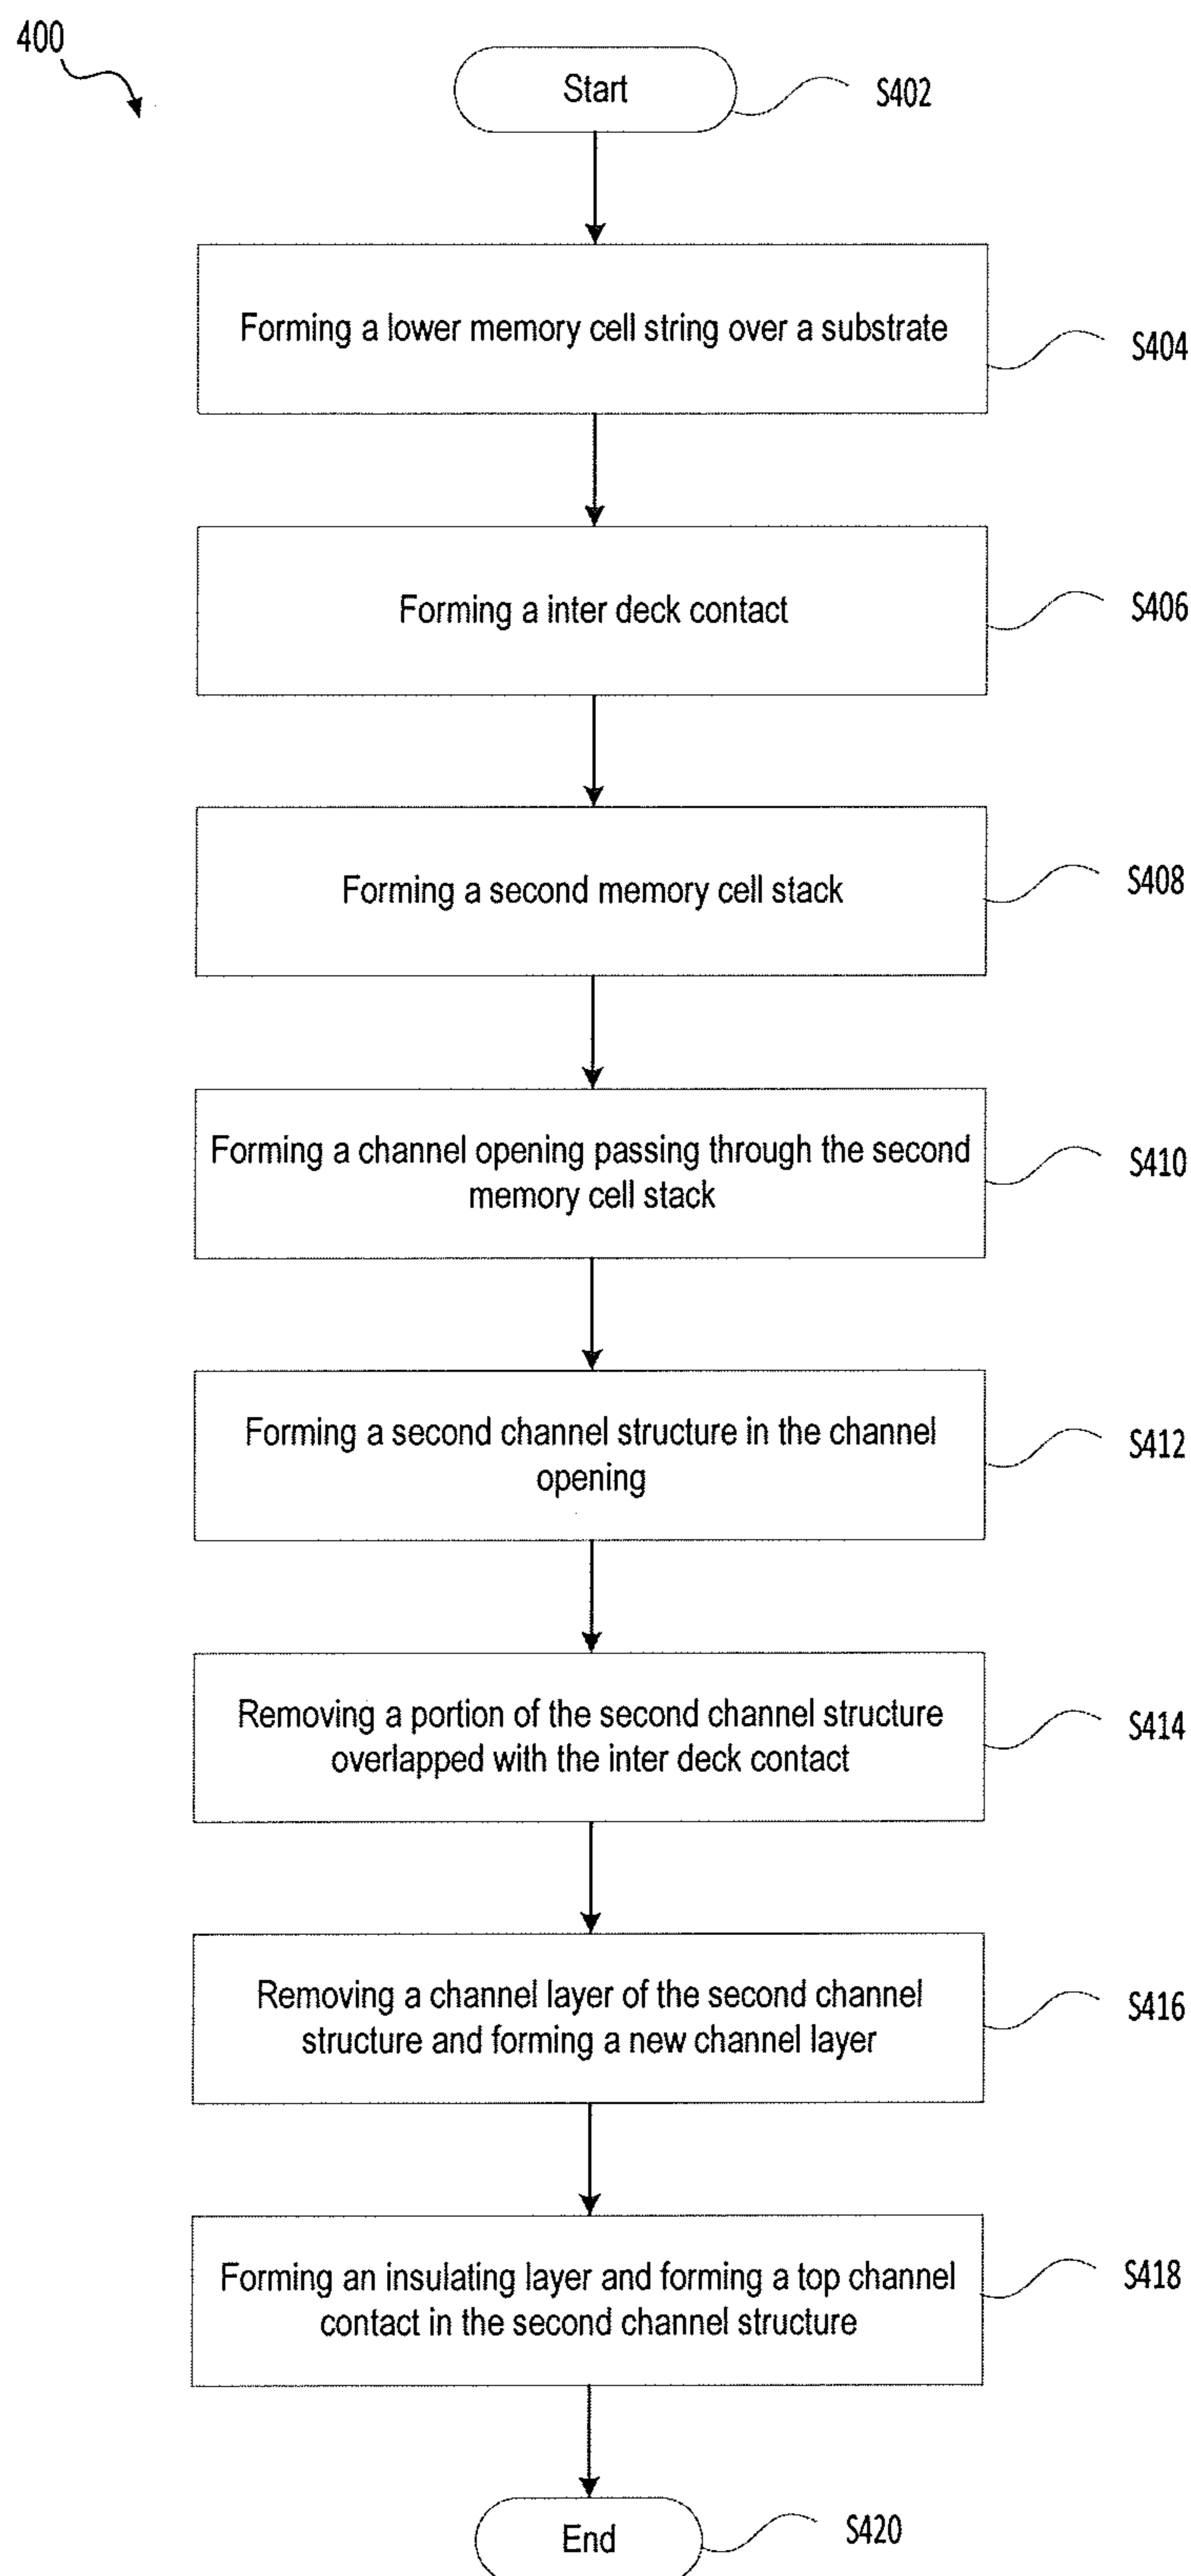 400
Start
S402
Forming a lower memory cell string over a substrate
S404
Forming a inter deck contact
S406
Forming a second memory cell stack
S408
Forming a channel opening passing through the second
memory cell stack
S410
Forming a second channel structure in the channel
opening
S412
Removing a portion of the second channel structure
overlapped with the inter deck contact
S414
Removing a channel layer of the second channel
structure and forming a new channel layer
S416
Forming an insulating layer and forming a top channel
contact in the second channel structure
S418
End
S420